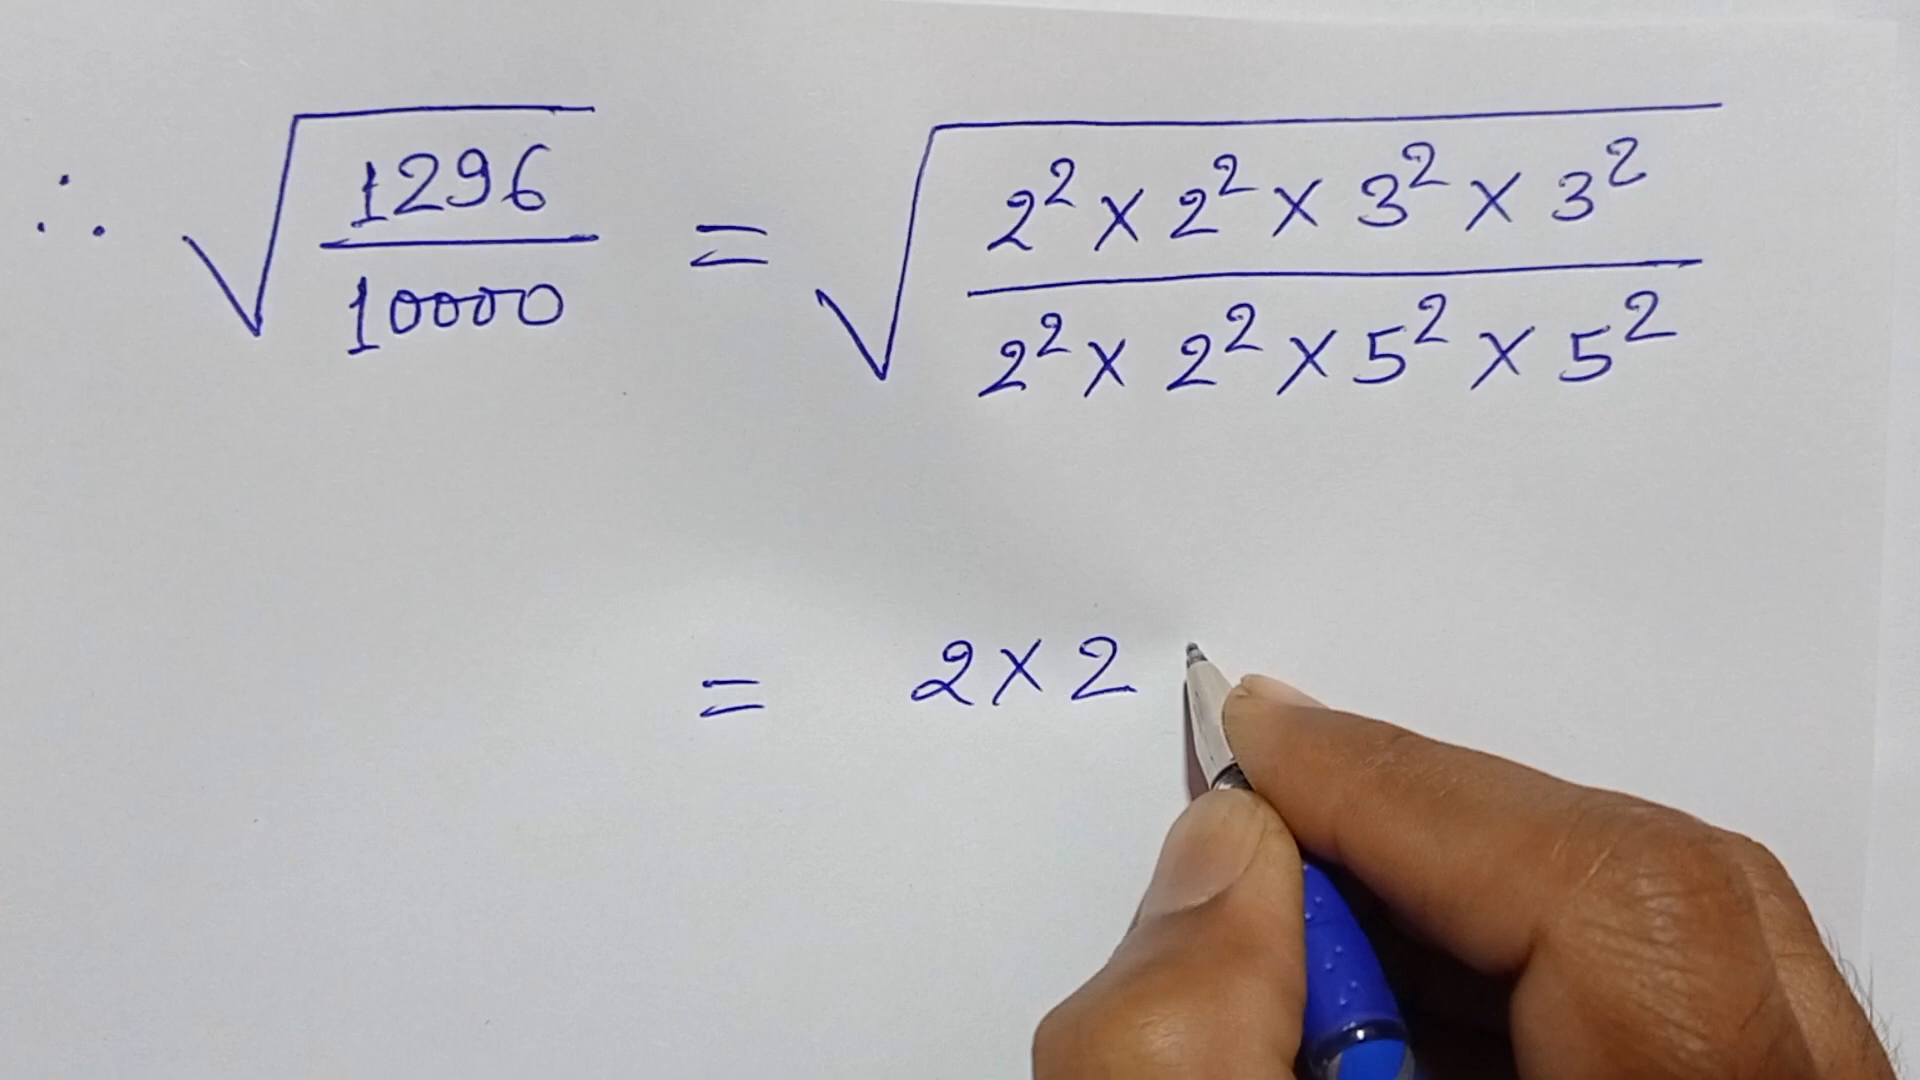 ∴ √(1296/10000) = √((2² × 2² × 3² × 3²)/(2² × 2² × 5² × 5²))
= 2 × 2